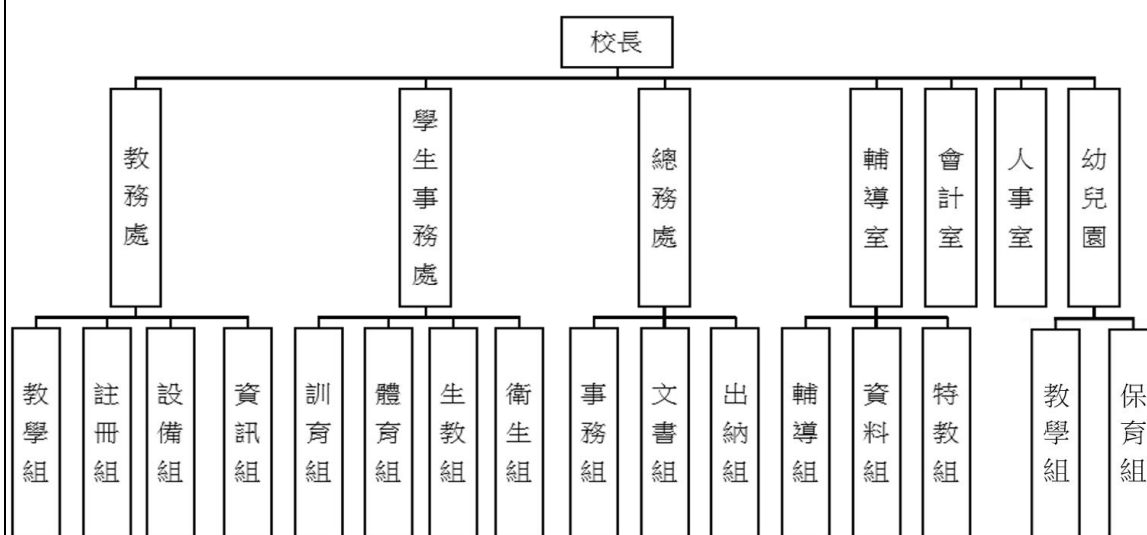 校長
教務處
學生事務處
總務處
輔導室
會計室
人事室
幼兒園
教學組
註冊組
設備組
資訊組
訓育組
體育組
生教組
衛生組
事務組
文書組
出納組
輔導組
資料組
特教組
教學組
保育組